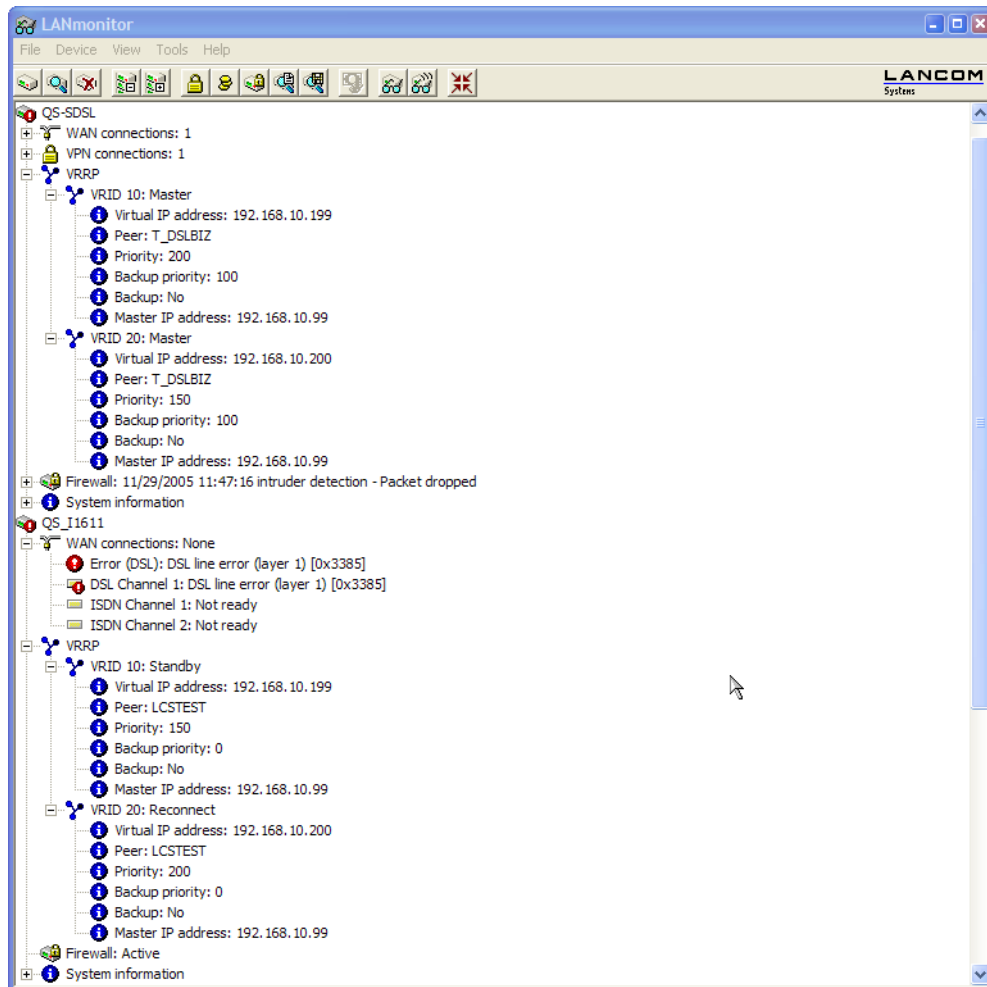 LANmonitor
File Device View Tools Help
LANCOM
Systems
QS-SDSL
WAN connections: 1
VPN connections: 1
VRRP
VRID 10: Master
Virtual IP address: 192.168.10.199
Peer: T_DSLBIZ
Priority: 200
Backup priority: 100
Backup: No
Master IP address: 192.168.10.99
VRID 20: Master
Virtual IP address: 192.168.10.200
Peer: T_DSLBIZ
Priority: 150
Backup priority: 100
Backup: No
Master IP address: 192.168.10.99
Firewall: 11/29/2005 11:47:16 intruder detection - Packet dropped
System information
QS_I1611
WAN connections: None
Error (DSL): DSL line error (layer 1) [0x3385]
DSL Channel 1: DSL line error (layer 1) [0x3385]
ISDN Channel 1: Not ready
ISDN Channel 2: Not ready
VRRP
VRID 10: Standby
Virtual IP address: 192.168.10.199
Peer: LCSTEST
Priority: 150
Backup priority: 0
Backup: No
Master IP address: 192.168.10.99
VRID 20: Reconnect
Virtual IP address: 192.168.10.200
Peer: LCSTEST
Priority: 200
Backup priority: 0
Backup: No
Master IP address: 192.168.10.99
Firewall: Active
System information